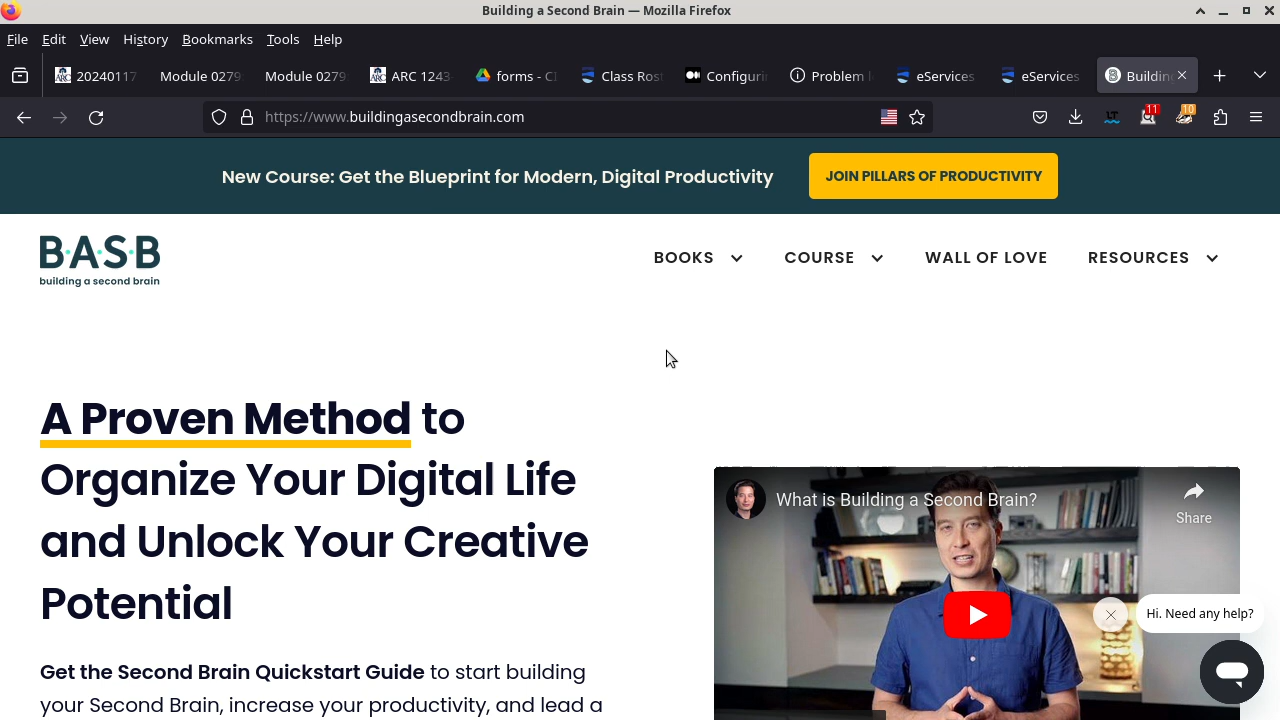 Building a Second Brain — Mozilla Firefox
File Edit View History Bookmarks Tools Help
20240117 Module 0279 Module 0279 ARC 1243- forms - Class Ros Configuri Problem eServices eServices Building
https://www.buildingasecondbrain.com
11
10
New Course: Get the Blueprint for Modern, Digital Productivity
JOIN PILLARS OF PRODUCTIVITY
B·A·S·B
building a second brain
BOOKS COURSE WALL OF LOVE RESOURCES
A Proven Method to
Organize Your Digital Life
and Unlock Your Creative
Potential
What is Building a Second Brain?
Share
Hi. Need any help?
Get the Second Brain Quickstart Guide to start building
your Second Brain, increase your productivity, and lead a